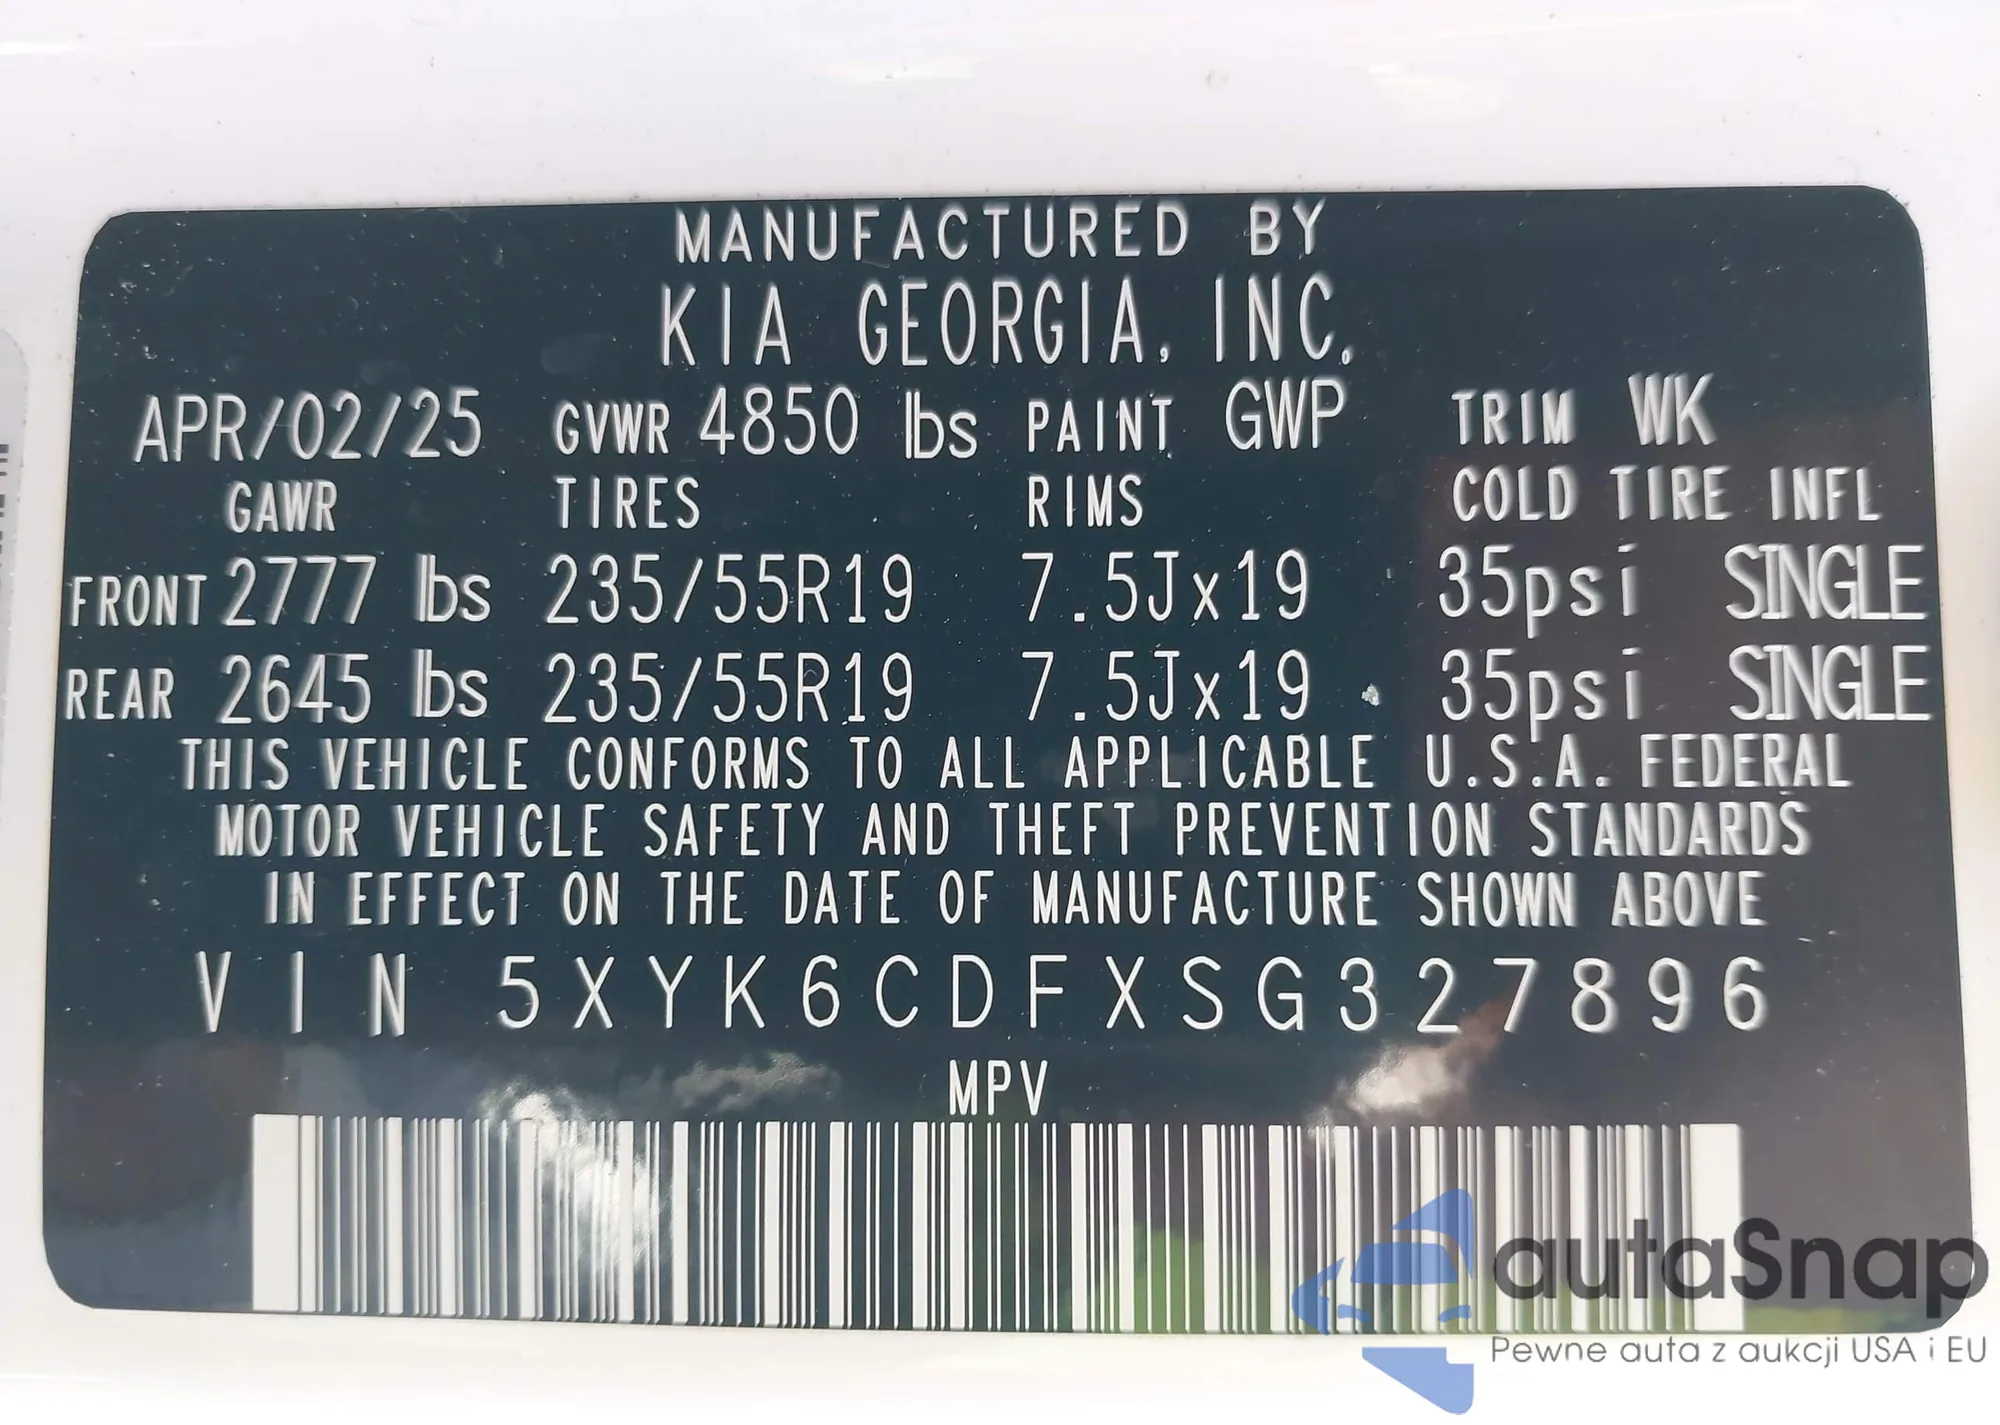 MANUFACTURED BY
KIA GEORGIA, INC.
APR/02/25 GVWR 4850 lbs PAINT GWP TRIM WK
GAWR TIRES RIMS COLD TIRE INFL
FRONT 2777 lbs 235/55R19 7.5Jx19 35psi SINGLE
REAR 2645 lbs 235/55R19 7.5Jx19 35psi SINGLE
THIS VEHICLE CONFORMS TO ALL APPLICABLE U.S.A. FEDERAL
MOTOR VEHICLE SAFETY AND THEFT PREVENTION STANDARDS
IN EFFECT ON THE DATE OF MANUFACTURE SHOWN ABOVE
VIN 5XYK6CDFXSG327896
MPV
autaSnap
Pewne auta z aukcji USA i EU